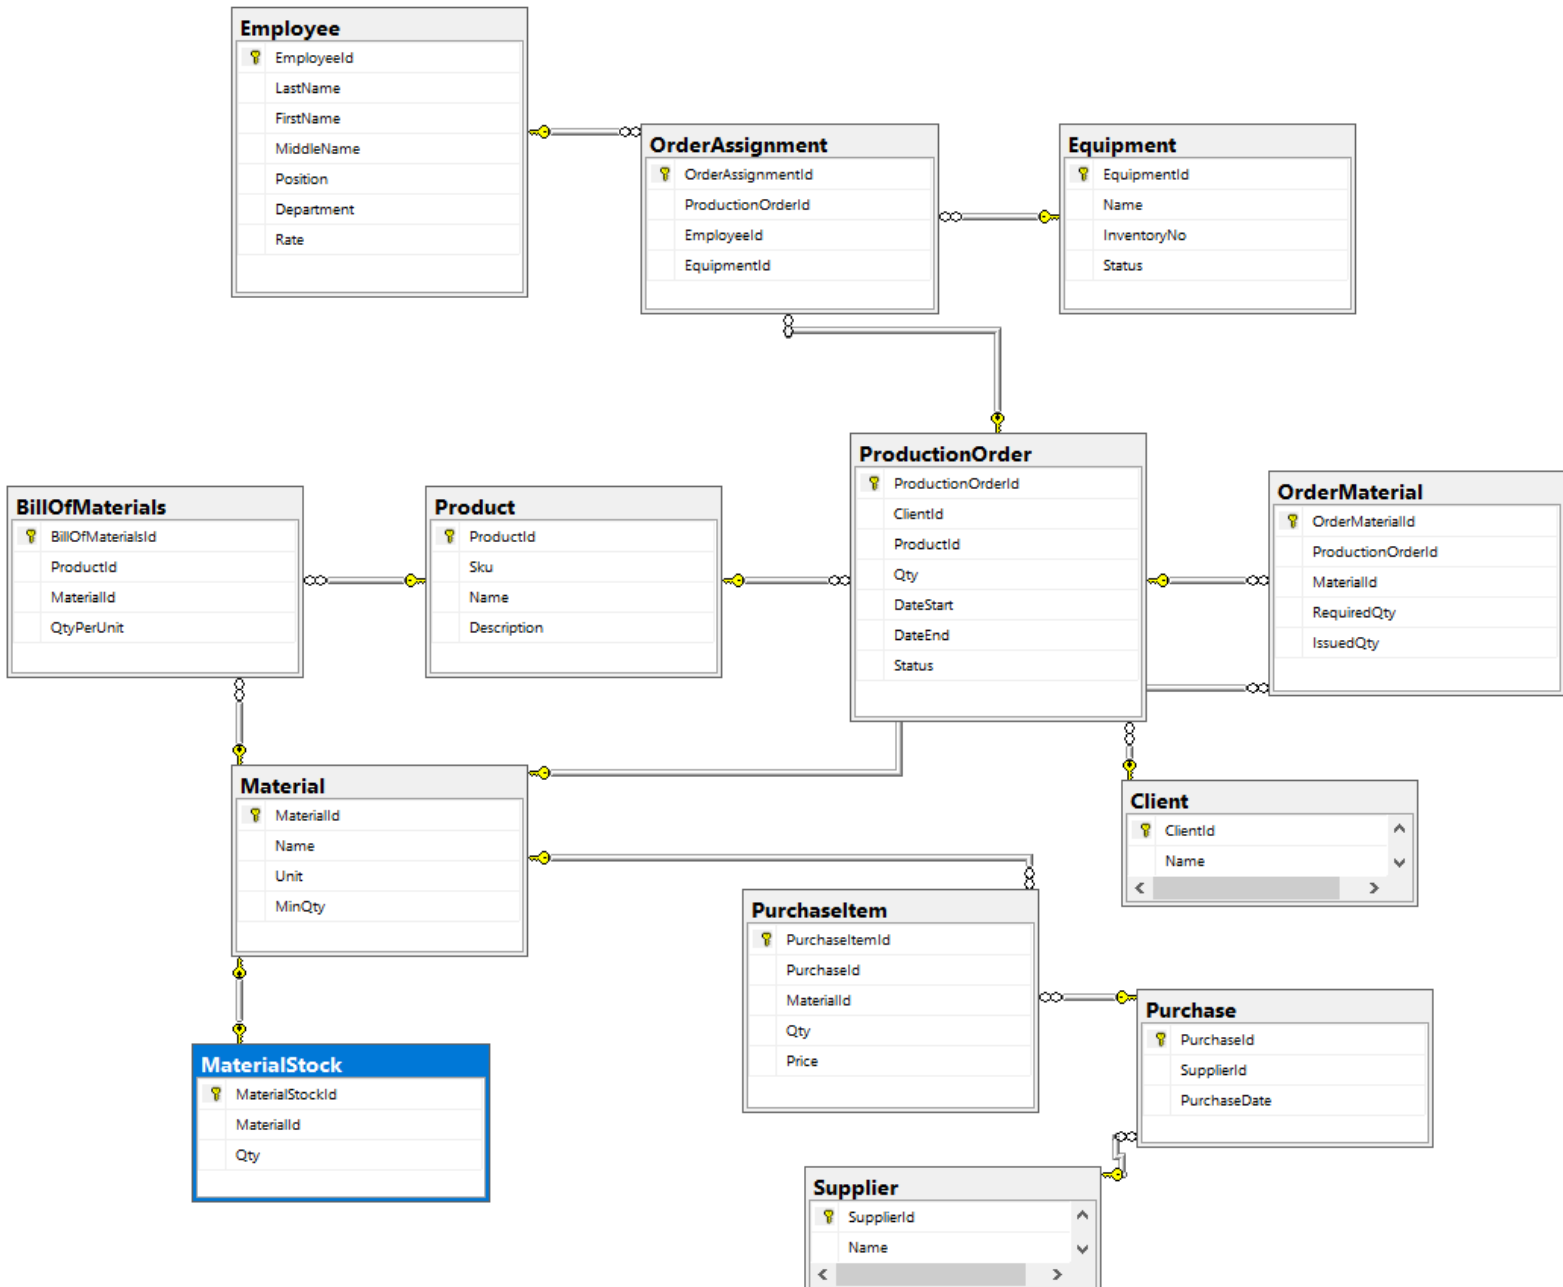 Employee
EmployeeId
LastName
FirstName
MiddleName
Position
Department
Rate
OrderAssignment
OrderAssignmentId
ProductionOrderId
EmployeeId
EquipmentId
Equipment
EquipmentId
Name
InventoryNo
Status
BillOfMaterials
BillOfMaterialsId
ProductId
MaterialId
QtyPerUnit
Product
ProductId
Sku
Name
Description
ProductionOrder
ProductionOrderId
ClientId
ProductId
Qty
DateStart
DateEnd
Status
OrderMaterial
OrderMaterialId
ProductionOrderId
MaterialId
RequiredQty
IssuedQty
Material
MaterialId
Name
Unit
MinQty
Client
ClientId
Name
PurchaseItem
PurchaseItemId
PurchaseId
MaterialId
Qty
Price
Purchase
PurchaseId
SupplierId
PurchaseDate
MaterialStock
MaterialStockId
MaterialId
Qty
Supplier
SupplierId
Name